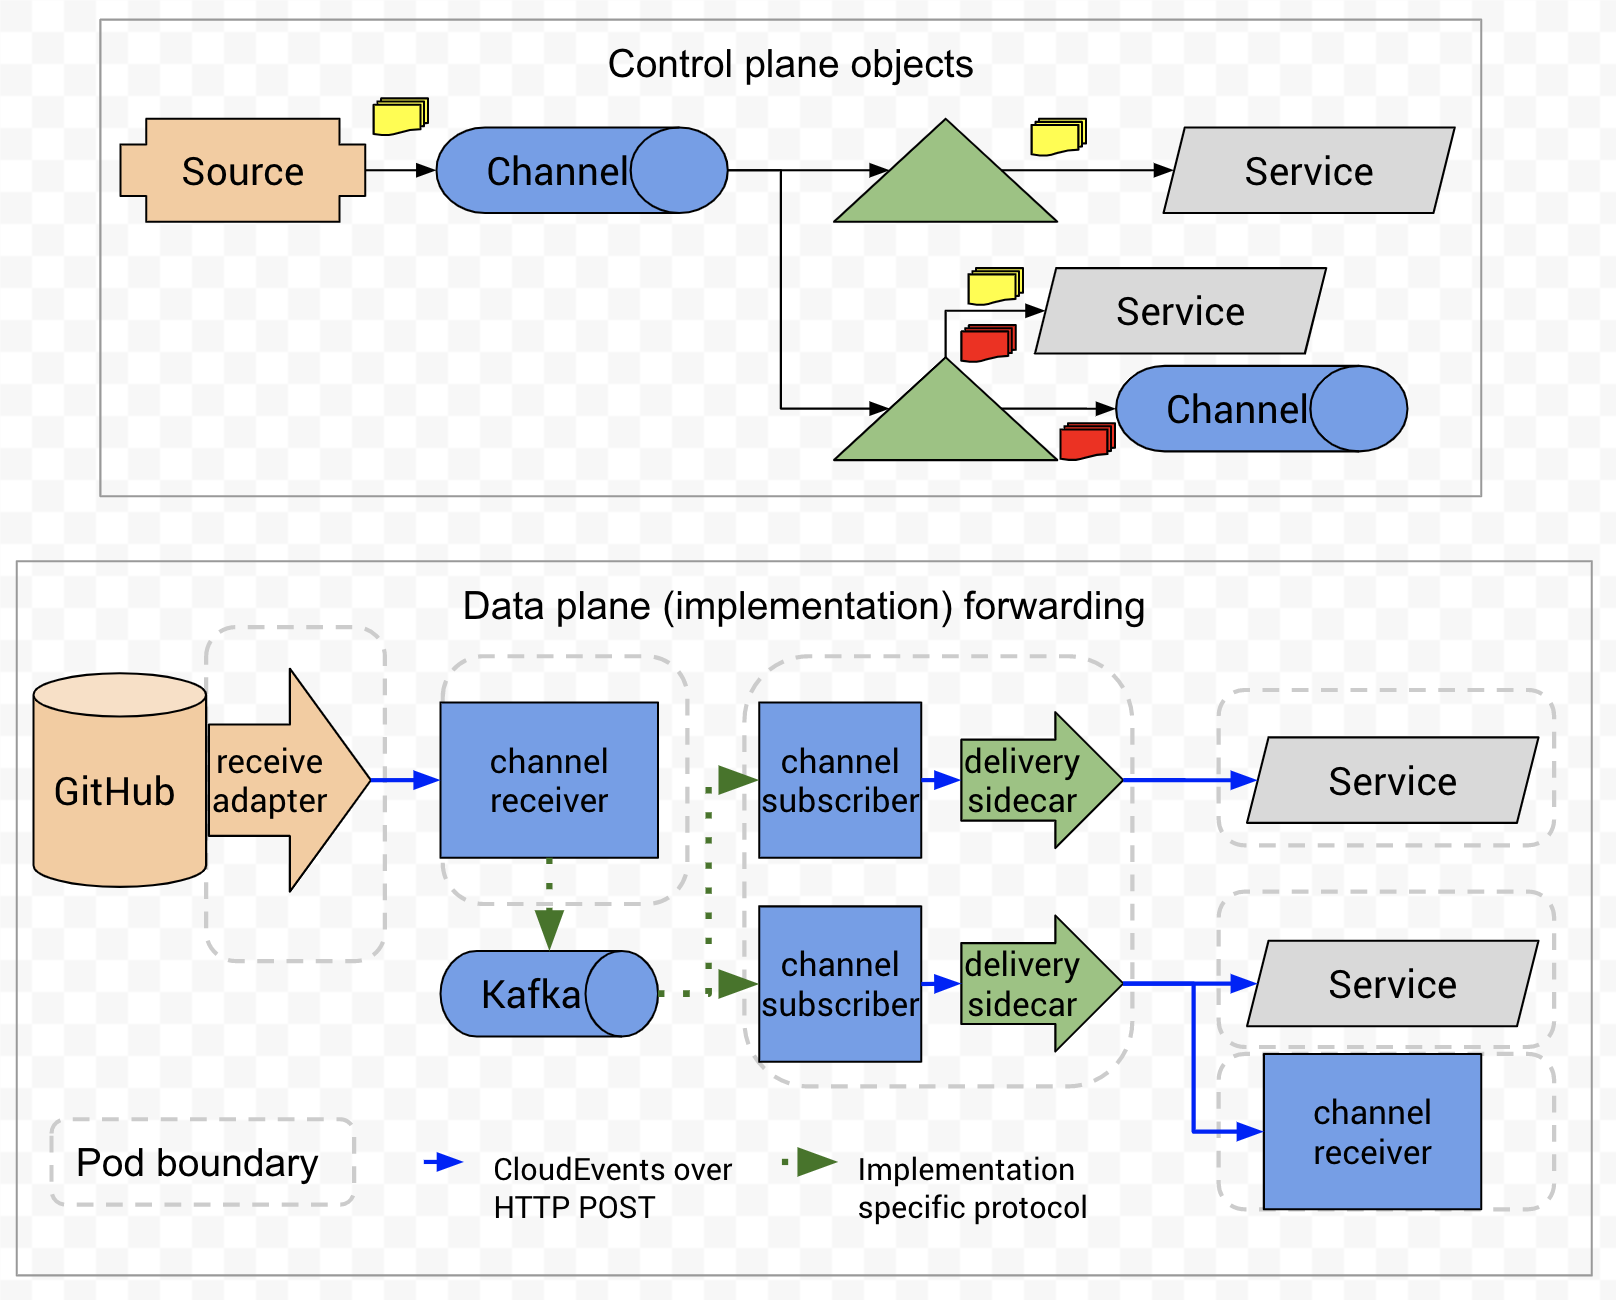 Control plane objects
Source
Channel
Service
Service
Channel
Data plane (implementation) forwarding
GitHub
receive
adapter
channel
receiver
channel
subscriber
delivery
sidecar
Service
Kafka
channel
subscriber
delivery
sidecar
Service
channel
receiver
Pod boundary
CloudEvents over
HTTP POST
Implementation
specific protocol